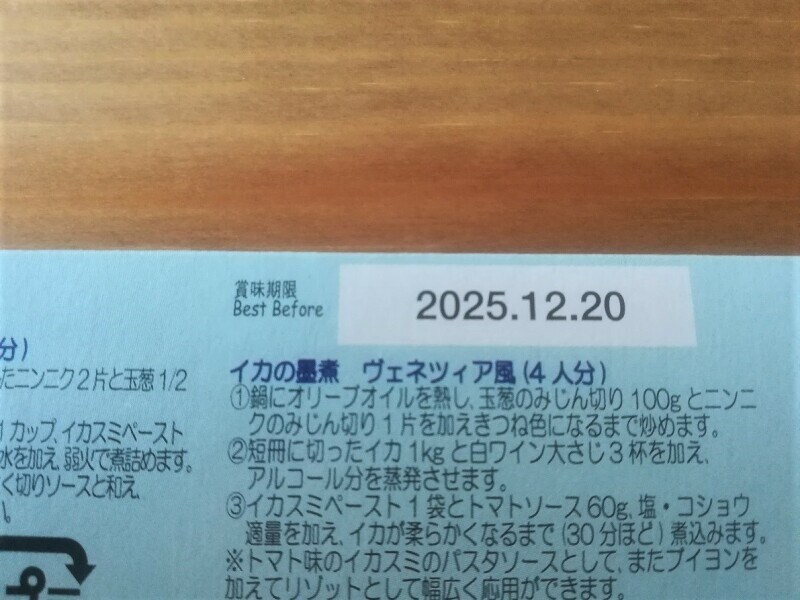 賞味期限
Best Before
2025.12.20
分)
たニンニク2片と玉葱1/2
1カップ、イカスミペースト
水を加え、弱火で煮詰めます。
く切りソースと和え、
い。
イカの墨煮 ヴェネツィア風(4人分)
①鍋にオリーブオイルを熱し、玉葱のみじん切り100gとニンニ
クのみじん切り1片を加えきつね色になるまで炒めます。
②短冊に切ったイカ1kgと白ワイン大さじ3杯を加え、
アルコール分を蒸発させます。
③イカスミペースト1袋とトマトソース60g、塩・コショウ
適量を加え、イカが柔らかくなるまで(30分ほど)煮込みます。
※トマト味のイカスミのパスタソースとして、またブイヨンを
加えてリゾットとして幅広く応用ができます。